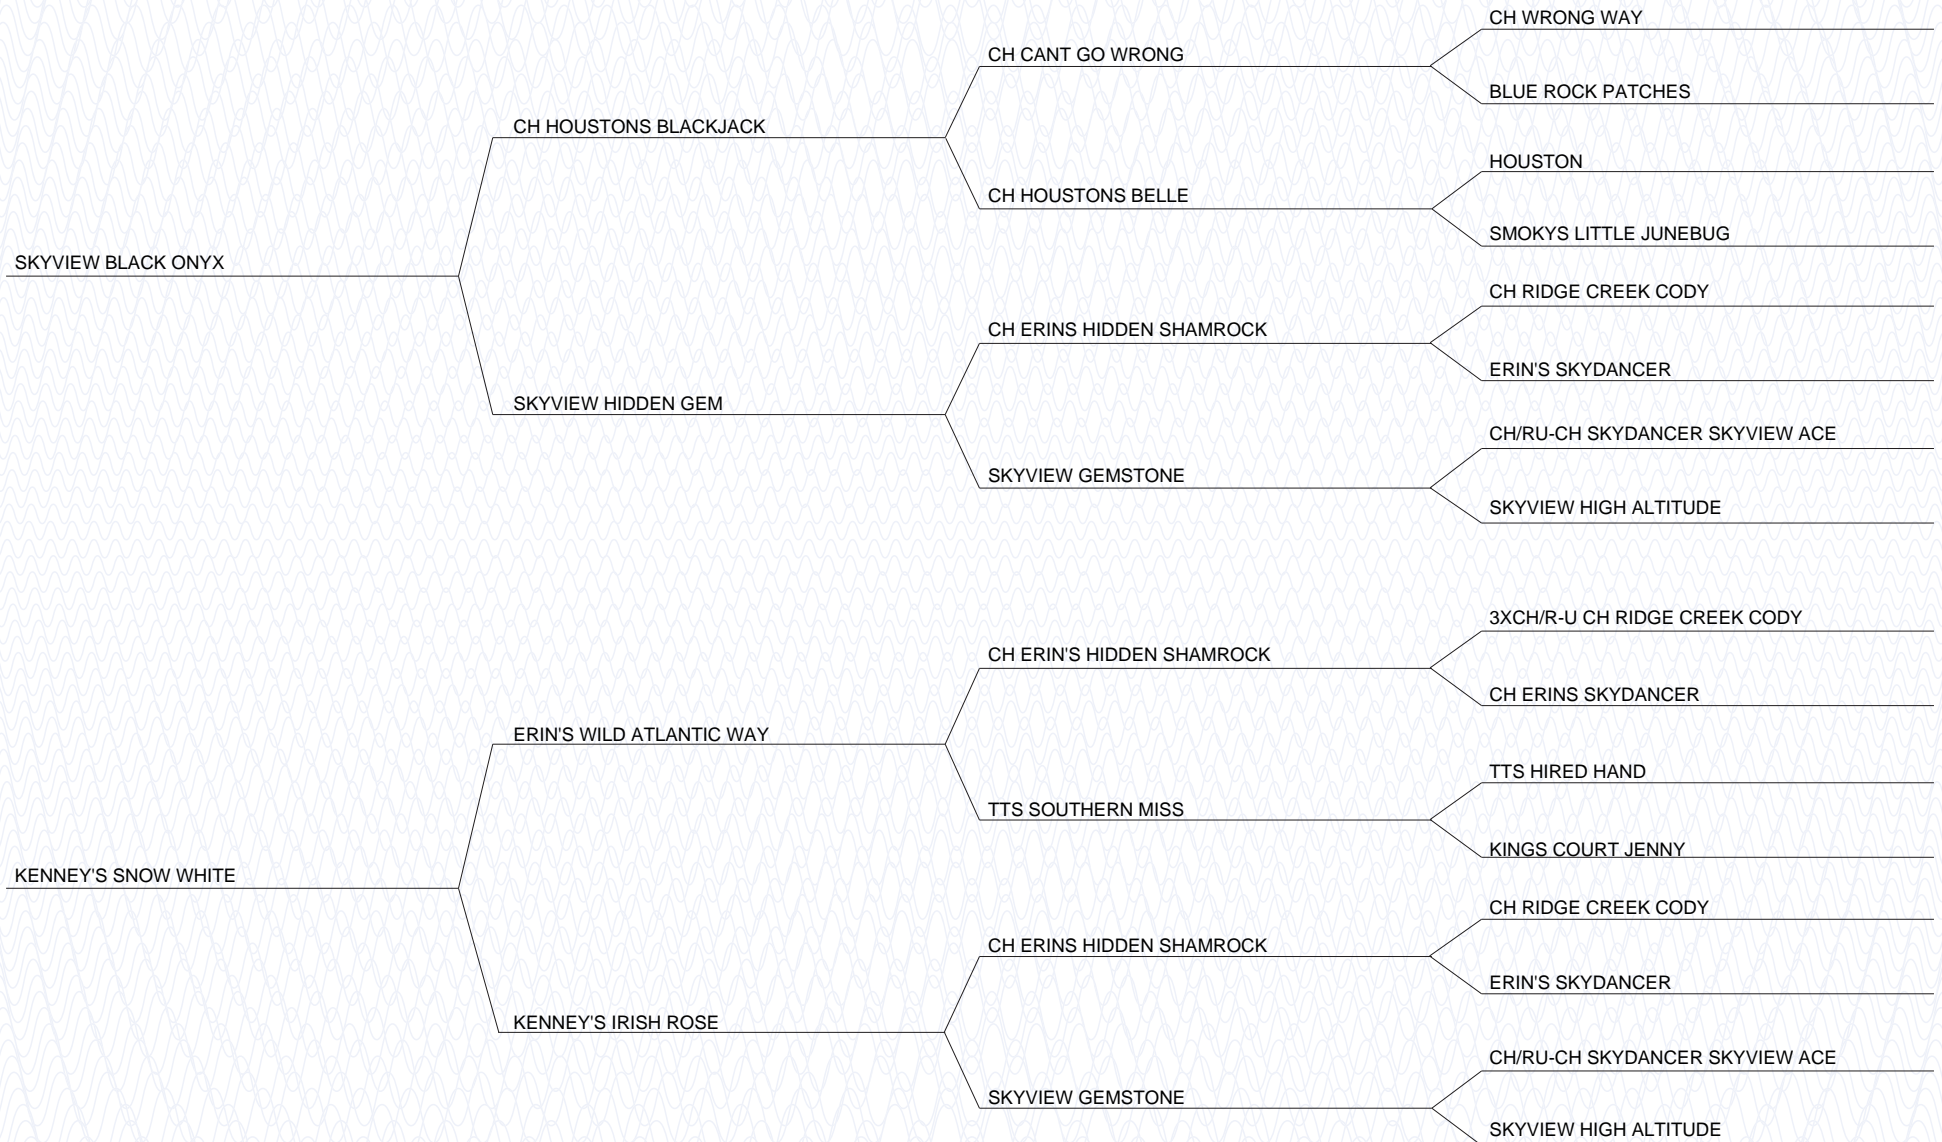 CH WRONG WAY
CH CANT GO WRONG
BLUE ROCK PATCHES
CH HOUSTONS BLACKJACK
HOUSTON
CH HOUSTONS BELLE
SMOKYS LITTLE JUNEBUG
SKYVIEW BLACK ONYX
CH RIDGE CREEK CODY
CH ERINS HIDDEN SHAMROCK
ERIN'S SKYDANCER
SKYVIEW HIDDEN GEM
CH/RU-CH SKYDANCER SKYVIEW ACE
SKYVIEW GEMSTONE
SKYVIEW HIGH ALTITUDE
3XCH/R-U CH RIDGE CREEK CODY
CH ERIN'S HIDDEN SHAMROCK
CH ERINS SKYDANCER
ERIN'S WILD ATLANTIC WAY
TTS HIRED HAND
TTS SOUTHERN MISS
KINGS COURT JENNY
KENNEY'S SNOW WHITE
CH RIDGE CREEK CODY
CH ERINS HIDDEN SHAMROCK
ERIN'S SKYDANCER
KENNEY'S IRISH ROSE
CH/RU-CH SKYDANCER SKYVIEW ACE
SKYVIEW GEMSTONE
SKYVIEW HIGH ALTITUDE